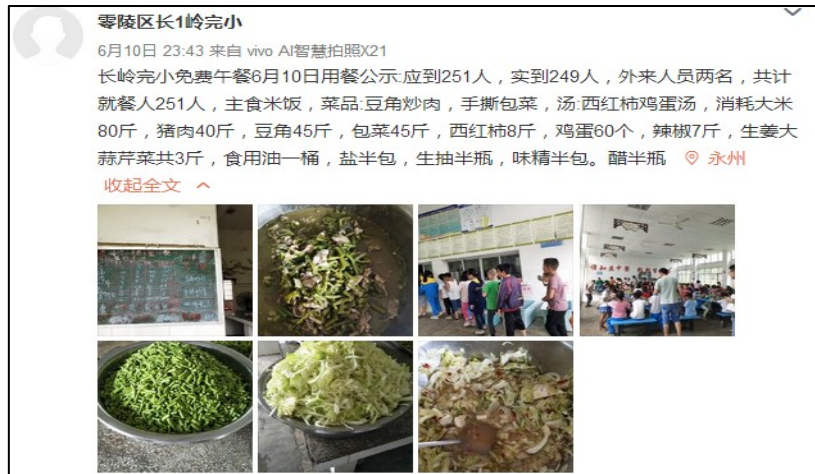 零陵区长1岭完小
6月10日 23:43 来自 vivo AI智慧拍照X21
长岭完小免费午餐6月10日用餐公示:应到251人，实到249人，外来人员两名，共计
就餐人251人，主食米饭，菜品:豆角炒肉，手撕包菜，汤:西红柿鸡蛋汤，消耗大米
80斤，猪肉40斤，豆角45斤，包菜45斤，西红柿8斤，鸡蛋60个，辣椒7斤，生姜大
蒜芹菜共3斤，食用油一桶，盐半包，生抽半瓶，味精半包。醋半瓶 永州
收起全文